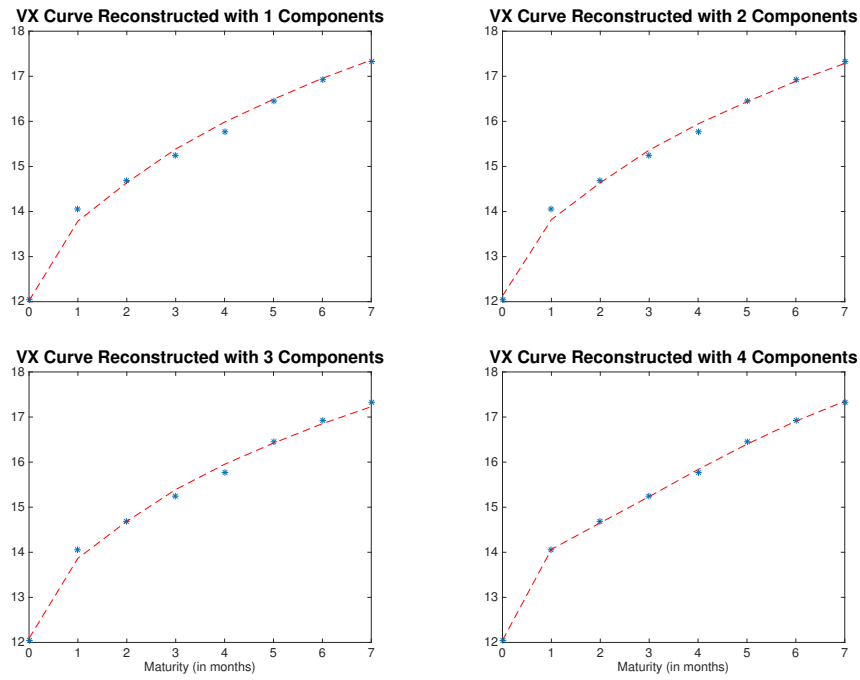 VX Curve Reconstructed with 1 Components
18
17
16
15
14
13
12
0 1 2 3 4 5 6 7
VX Curve Reconstructed with 2 Components
18
17
16
15
14
13
12
0 1 2 3 4 5 6 7
VX Curve Reconstructed with 3 Components
18
17
16
15
14
13
12
0 1 2 3 4 5 6 7
Maturity (in months)
VX Curve Reconstructed with 4 Components
18
17
16
15
14
13
12
0 1 2 3 4 5 6 7
Maturity (in months)